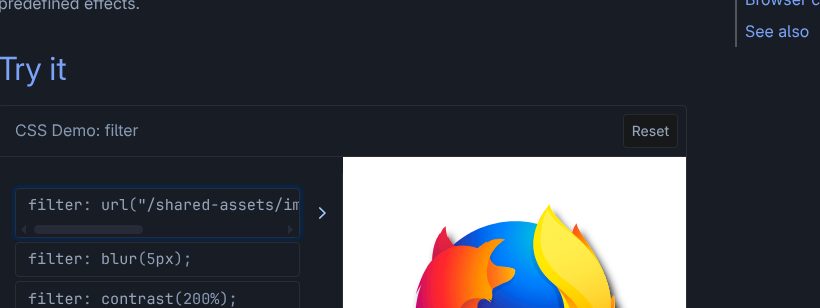 predefined effects.
See also
Try it
CSS Demo: filter
Reset
filter: url("/shared-assets/im
filter: blur(5px);
filter: contrast(200%);